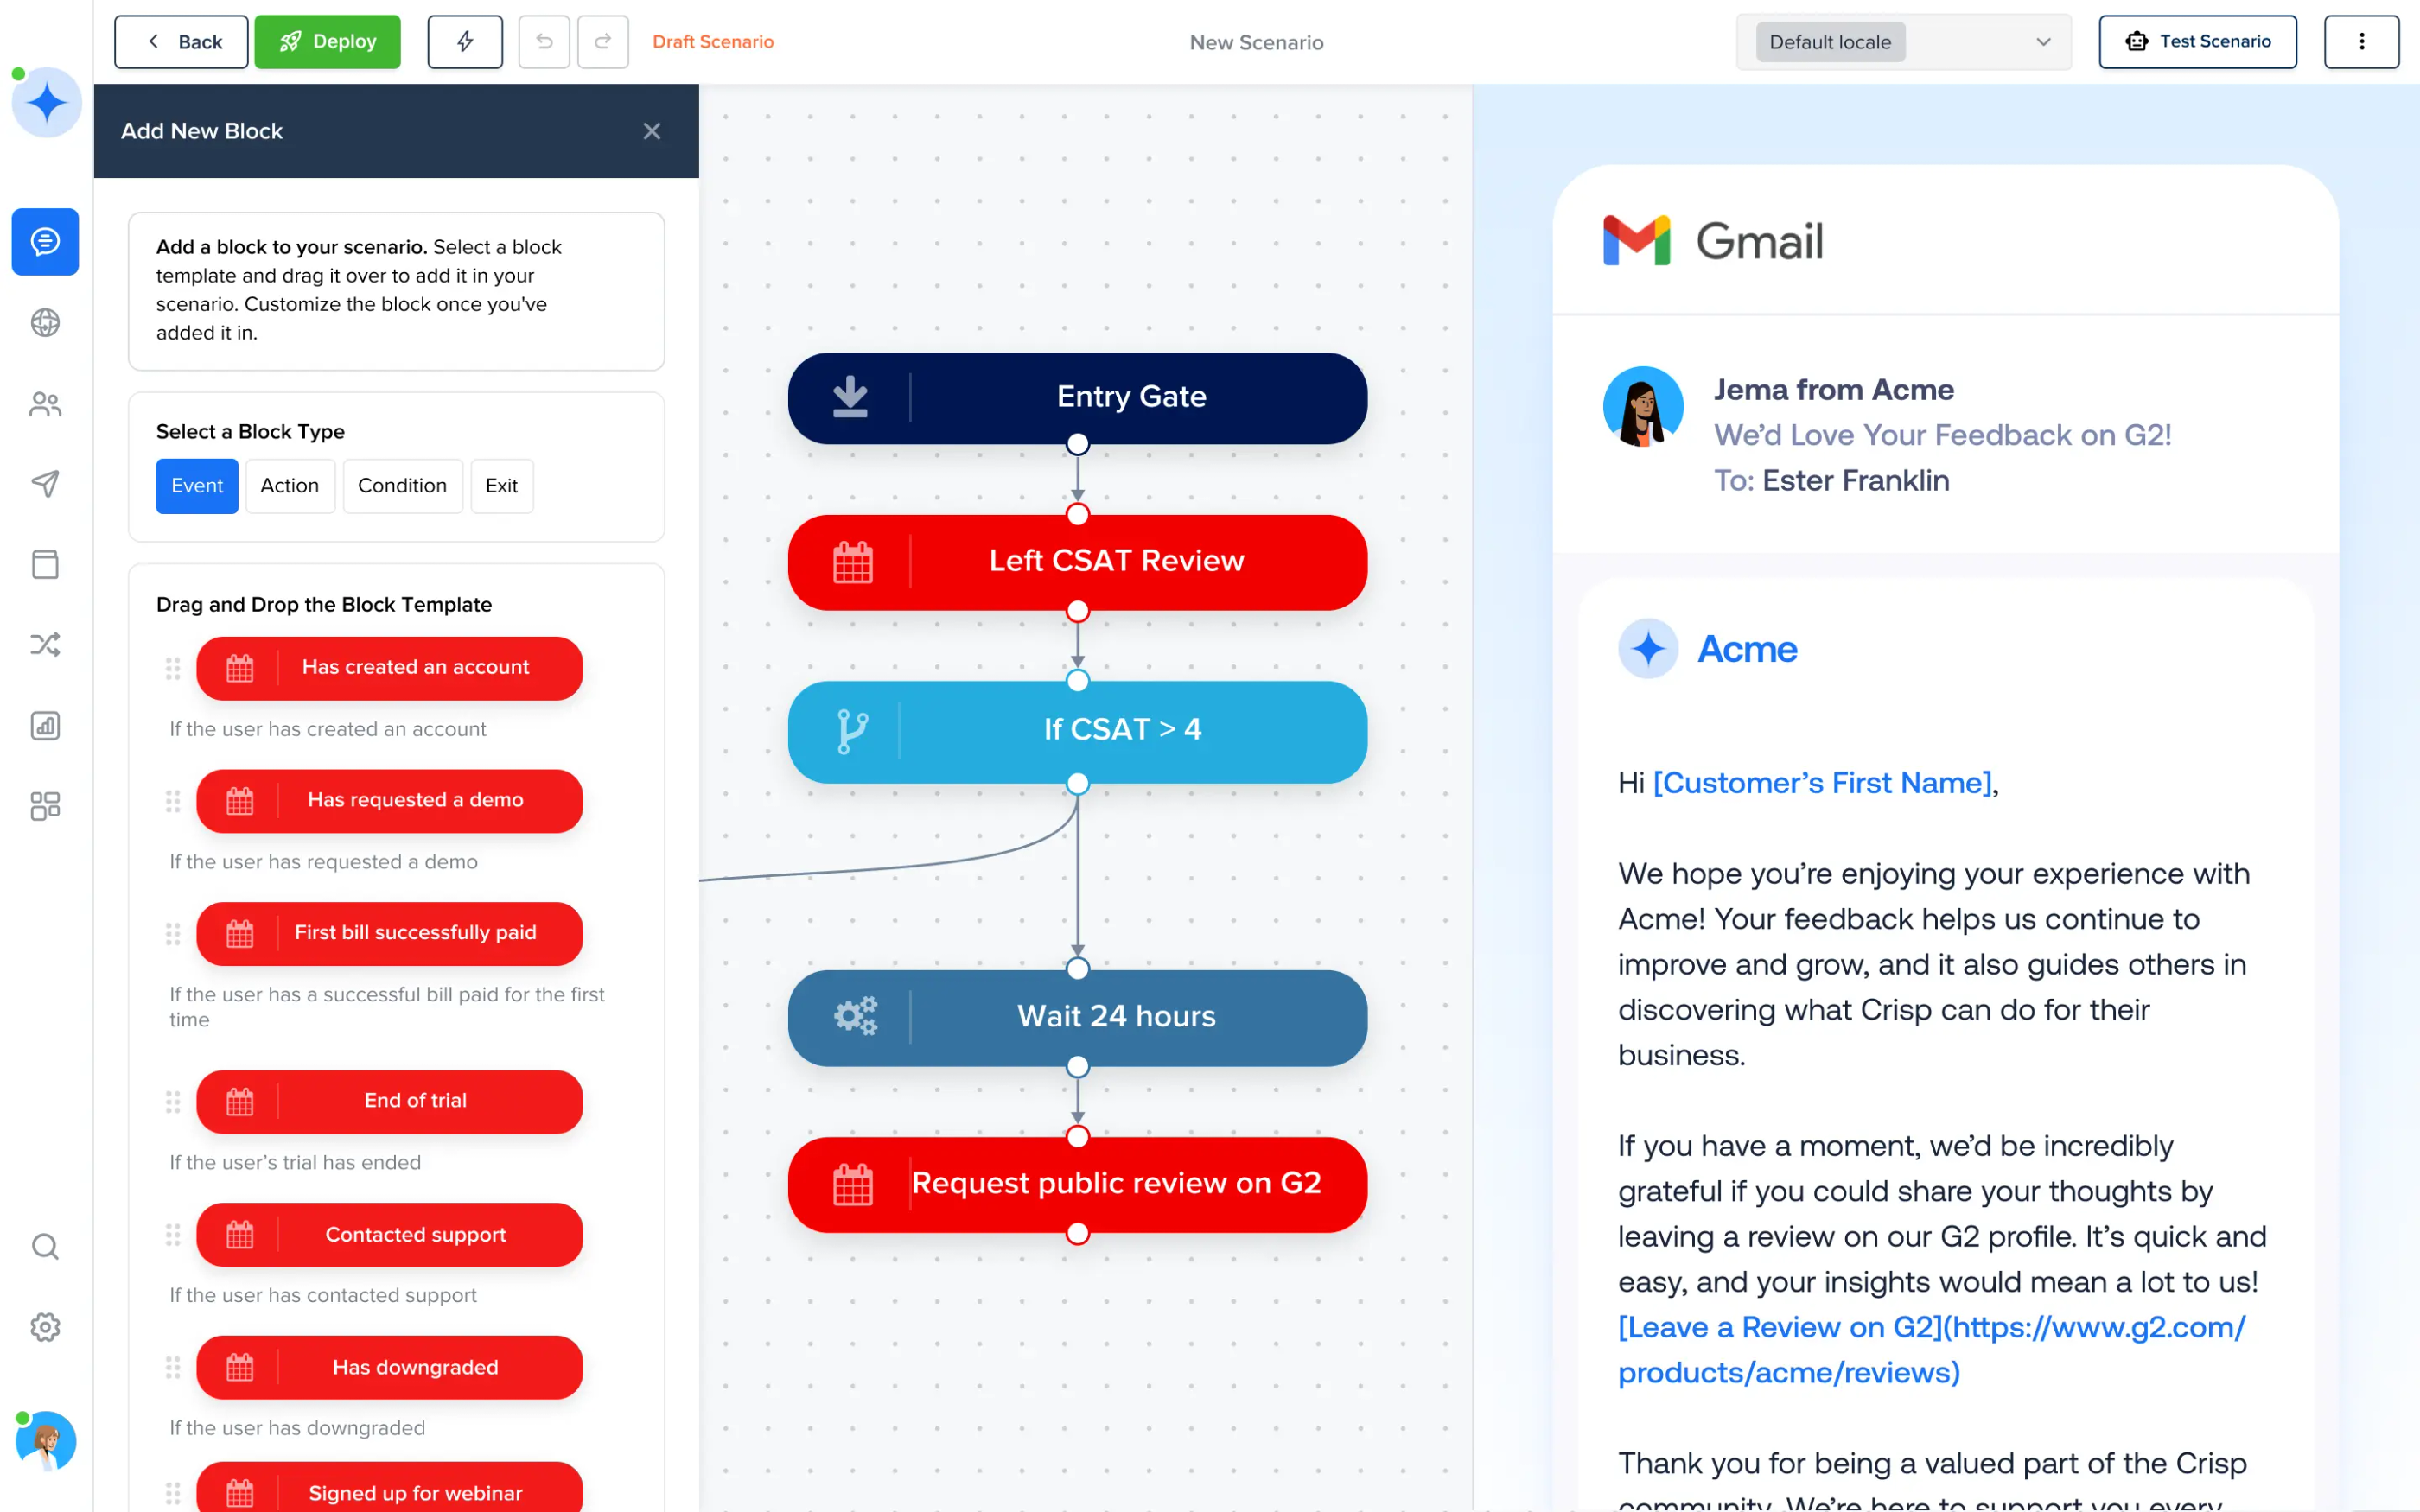 Back
Deploy
Draft Scenario
New Scenario
Default locale
Test Scenario
Add New Block
Add a block to your scenario. Select a block
template and drag it over to add it in your
scenario. Customize the block once you've
added it in.
Select a Block Type
Event
Action
Condition
Exit
Drag and Drop the Block Template
Has created an account
If the user has created an account
Has requested a demo
If the user has requested a demo
First bill successfully paid
If the user has a successful bill paid for the first
time
End of trial
If the user’s trial has ended
Contacted support
If the user has contacted support
Has downgraded
If the user has downgraded
Signed up for webinar
Entry Gate
Left CSAT Review
If CSAT > 4
Wait 24 hours
Request public review on G2
Gmail
Jema from Acme
We’d Love Your Feedback on G2!
To: Ester Franklin
Acme
Hi [Customer’s First Name],
We hope you’re enjoying your experience with
Acme! Your feedback helps us continue to
improve and grow, and it also guides others in
discovering what Crisp can do for their
business.
If you have a moment, we’d be incredibly
grateful if you could share your thoughts by
leaving a review on our G2 profile. It’s quick and
easy, and your insights would mean a lot to us!
[Leave a Review on G2](https://www.g2.com/
products/acme/reviews)
Thank you for being a valued part of the Crisp
community. We’re here to support you every